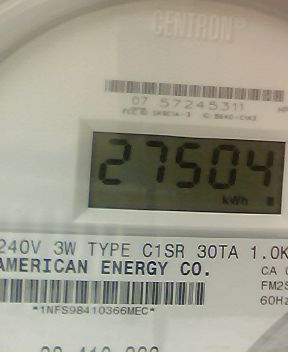 CENTRON
07 57245311
27504
kWh
240V 3W TYPE C1SR 30TA 1.0K
AMERICAN ENERGY CO.
CA
FM2S
60Hz
*1NFS98410366MEC*